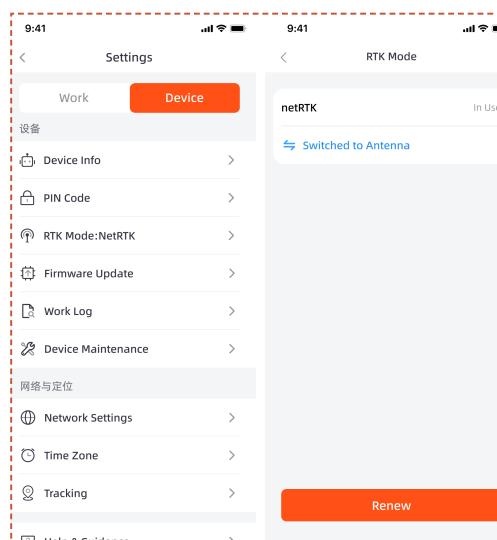 9:41
Settings
Work
Device
设备
Device Info
PIN Code
RTK Mode:NetRTK
Firmware Update
Work Log
Device Maintenance
网络与定位
Network Settings
Time Zone
Tracking
9:41
RTK Mode
netRTK
In Use
Switched to Antenna
Renew